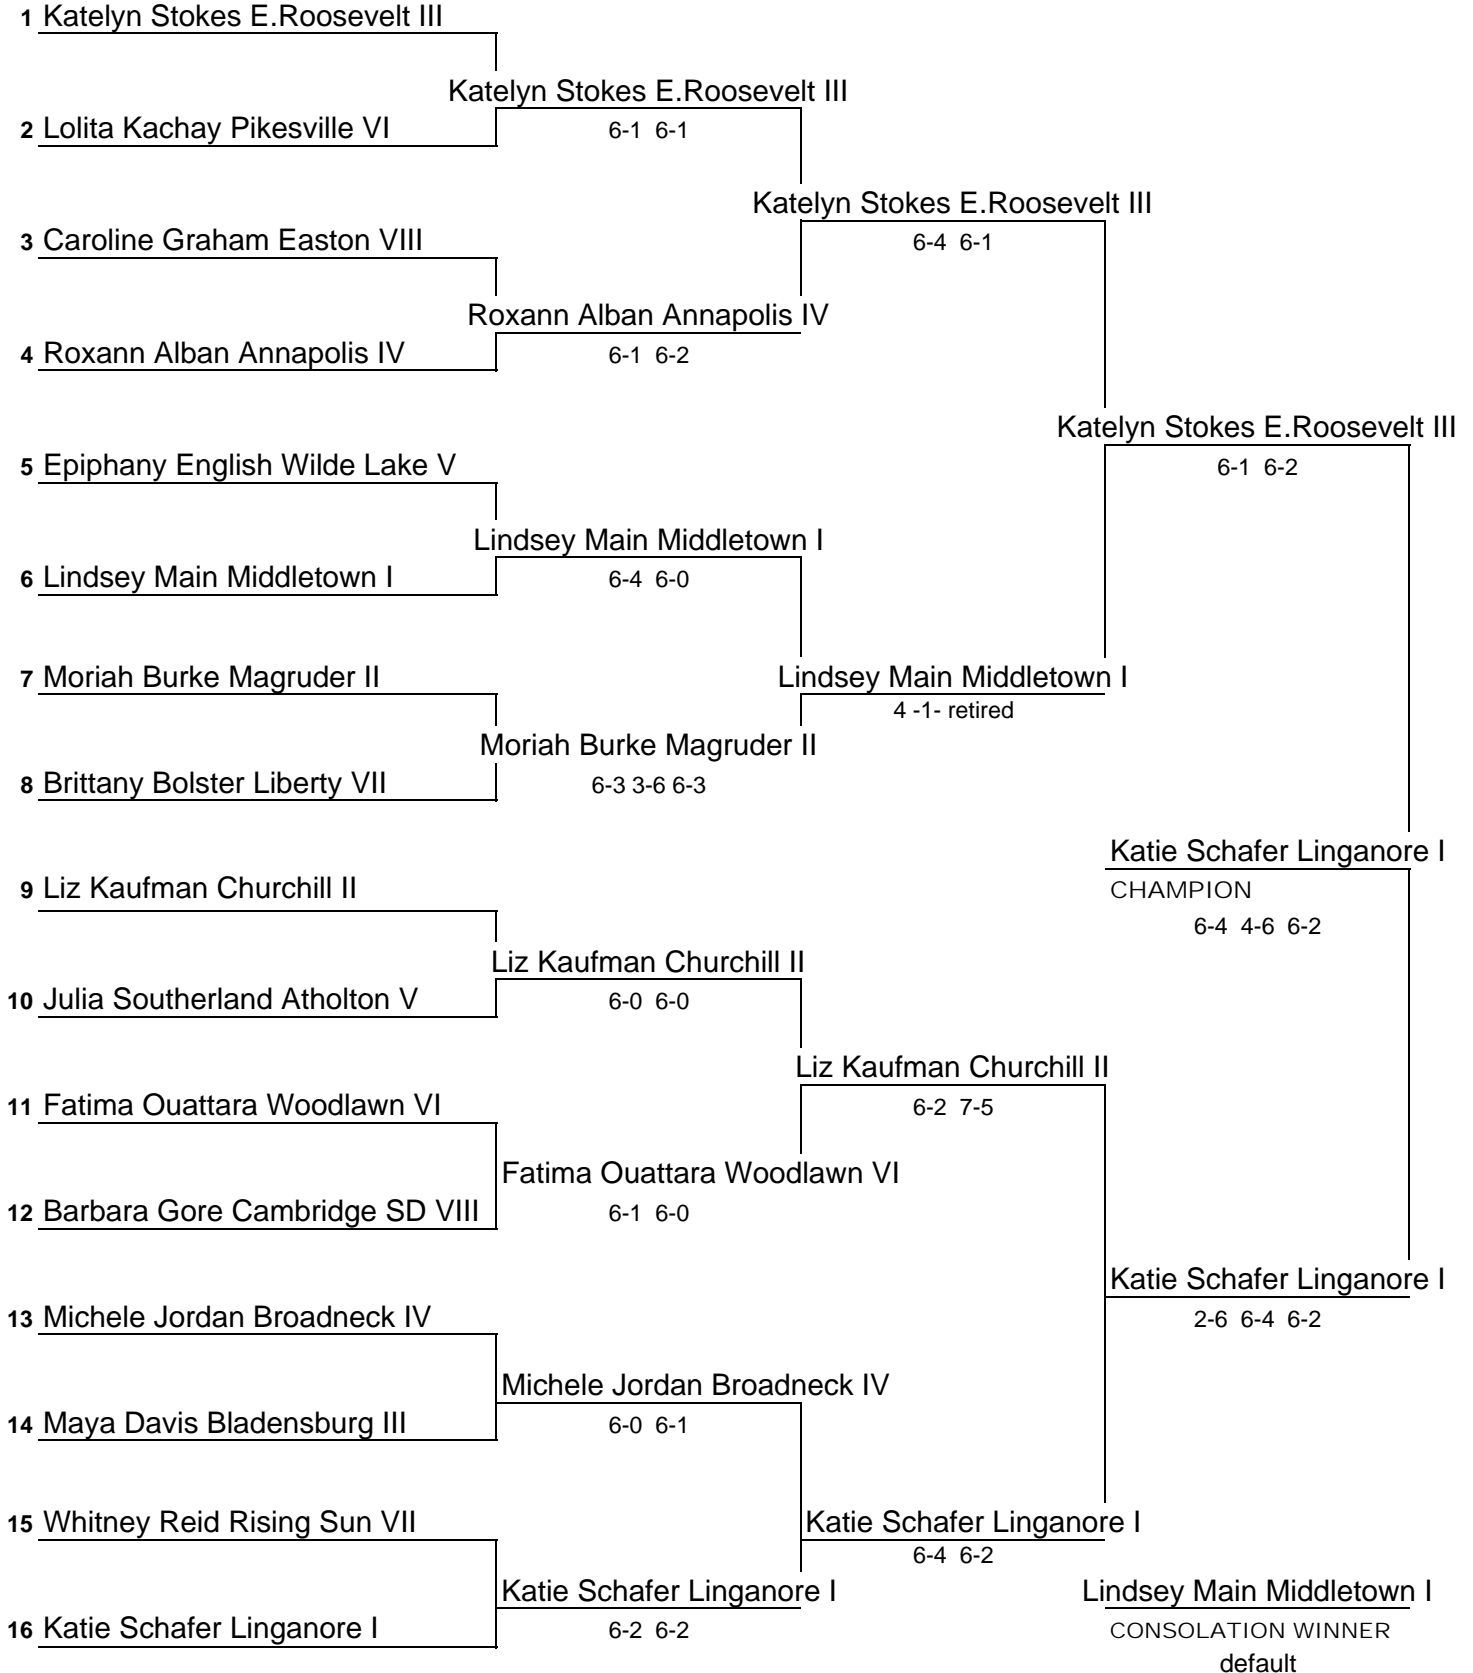 1 Katelyn Stokes E.Roosevelt III
Katelyn Stokes E.Roosevelt III
2 Lolita Kachay Pikesville VI
6-1 6-1
Katelyn Stokes E.Roosevelt III
3 Caroline Graham Easton VIII
6-4 6-1
Roxann Alban Annapolis IV
4 Roxann Alban Annapolis IV
6-1 6-2
Katelyn Stokes E.Roosevelt III
5 Epiphany English Wilde Lake V
6-1 6-2
Lindsey Main Middletown I
6 Lindsey Main Middletown I
6-4 6-0
7 Moriah Burke Magruder II
Lindsey Main Middletown I
4 -1- retired
Moriah Burke Magruder II
8 Brittany Bolster Liberty VII
6-3 3-6 6-3
Katie Schafer Linganore I
9 Liz Kaufman Churchill II
CHAMPION
6-4 4-6 6-2
Liz Kaufman Churchill II
10 Julia Southerland Atholton V
6-0 6-0
Liz Kaufman Churchill II
11 Fatima Ouattara Woodlawn VI
6-2 7-5
Fatima Ouattara Woodlawn VI
12 Barbara Gore Cambridge SD VIII
6-1 6-0
Katie Schafer Linganore I
13 Michele Jordan Broadneck IV
2-6 6-4 6-2
Michele Jordan Broadneck IV
14 Maya Davis Bladensburg III
6-0 6-1
15 Whitney Reid Rising Sun VII
Katie Schafer Linganore I
6-4 6-2
Katie Schafer Linganore I
Lindsey Main Middletown I
16 Katie Schafer Linganore I
6-2 6-2
CONSOLATION WINNER
default